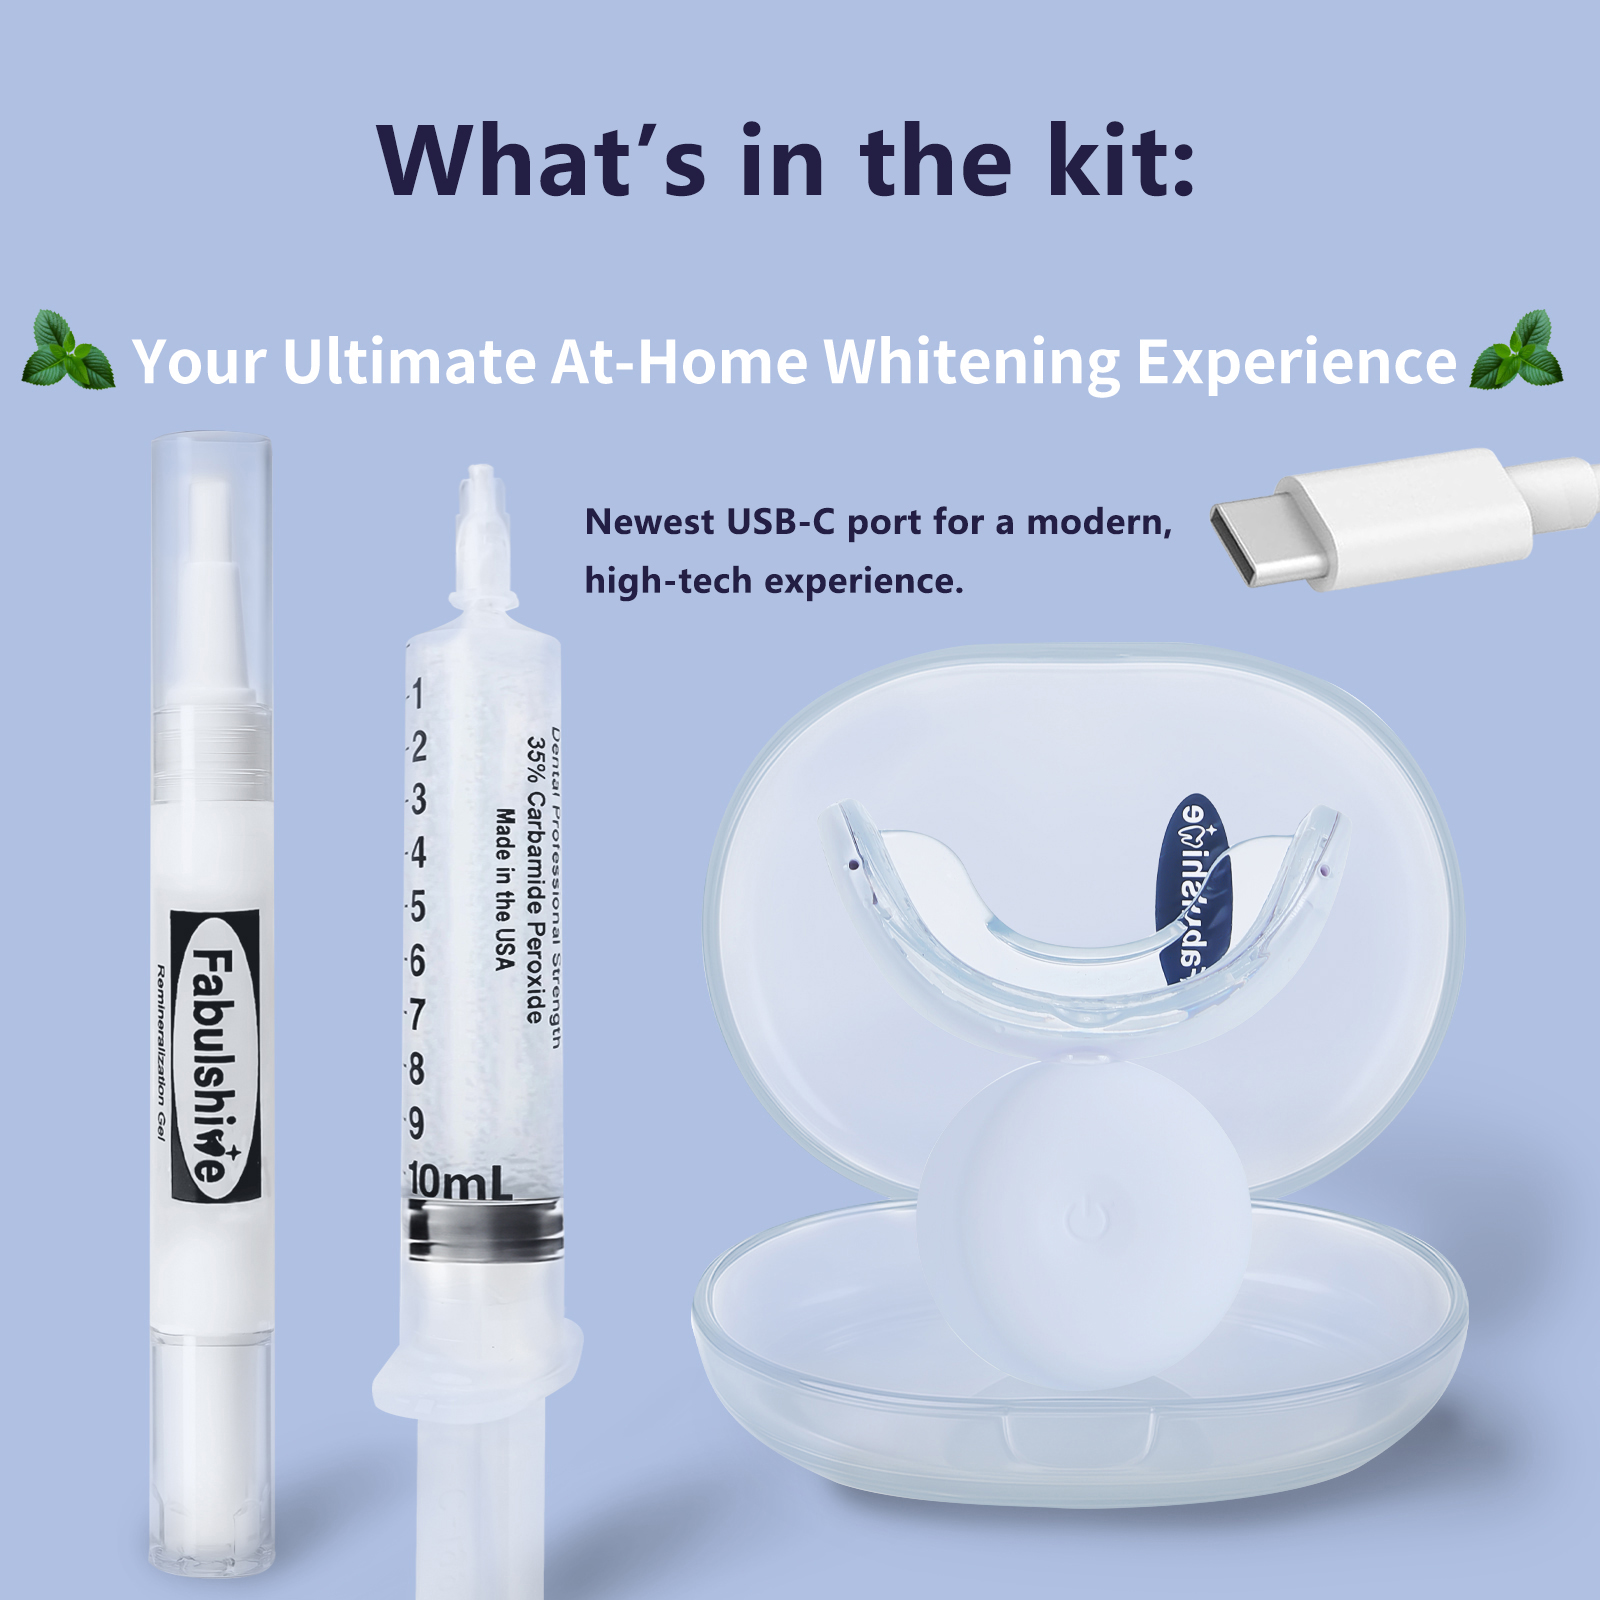 What's in the kit:
Your Ultimate At-Home Whitening Experience
Newest USB-C port for a modern,
high-tech experience.
Fabulshine
Remineralization Gel
1
2
3
4
5
6
7
8
9
10mL
Dental Professional Strength
35% Carbamide Peroxide
Made in the USA
Fabulshine